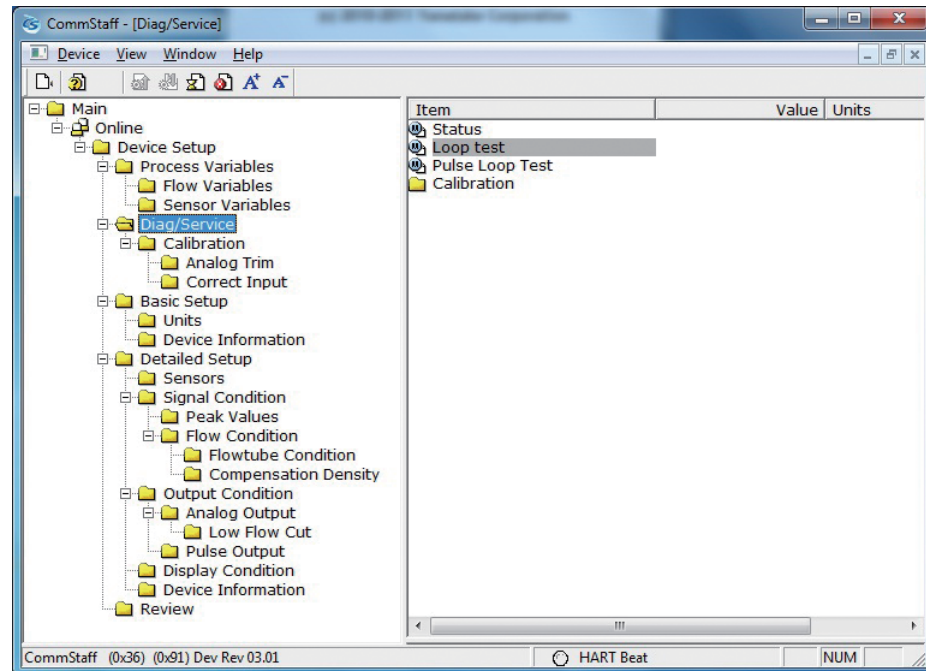 CommStaff - [Diag/Service]
Device View Window Help
Main
Online
Device Setup
Process Variables
Flow Variables
Sensor Variables
Diag/Service
Calibration
Analog Trim
Correct Input
Basic Setup
Units
Device Information
Detailed Setup
Sensors
Signal Condition
Peak Values
Flow Condition
Flowtube Condition
Compensation Density
Output Condition
Analog Output
Low Flow Cut
Pulse Output
Display Condition
Device Information
Review
Item Value Units
Status
Loop test
Pulse Loop Test
Calibration
CommStaff (0x36) (0x91) Dev Rev 03.01 HART Beat NUM